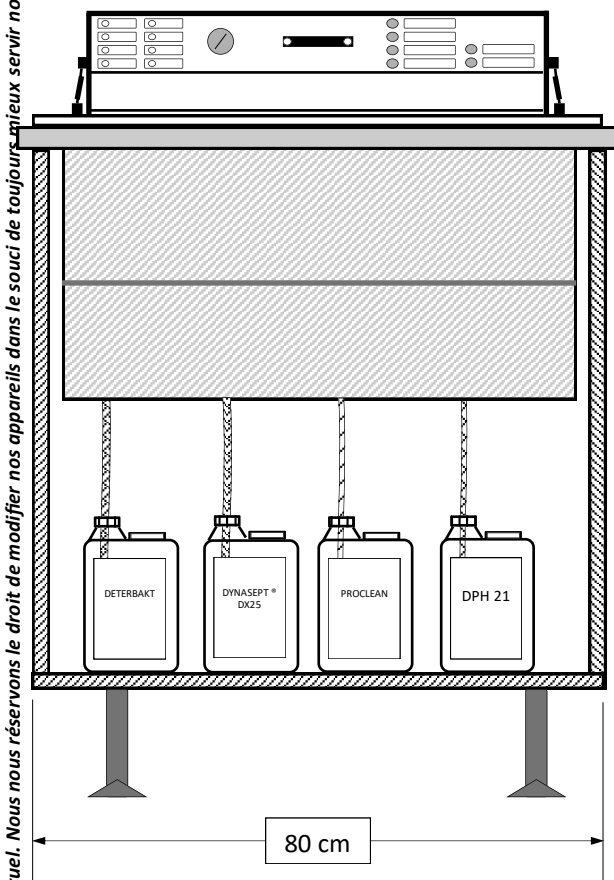 uel. Nous nous réservons le droit de modifier nos appareils dans le souci de toujours mieux servir no
DETERBAKT
DYNASEPT ®
DX25
PROCLEAN
DPH 21
80 cm